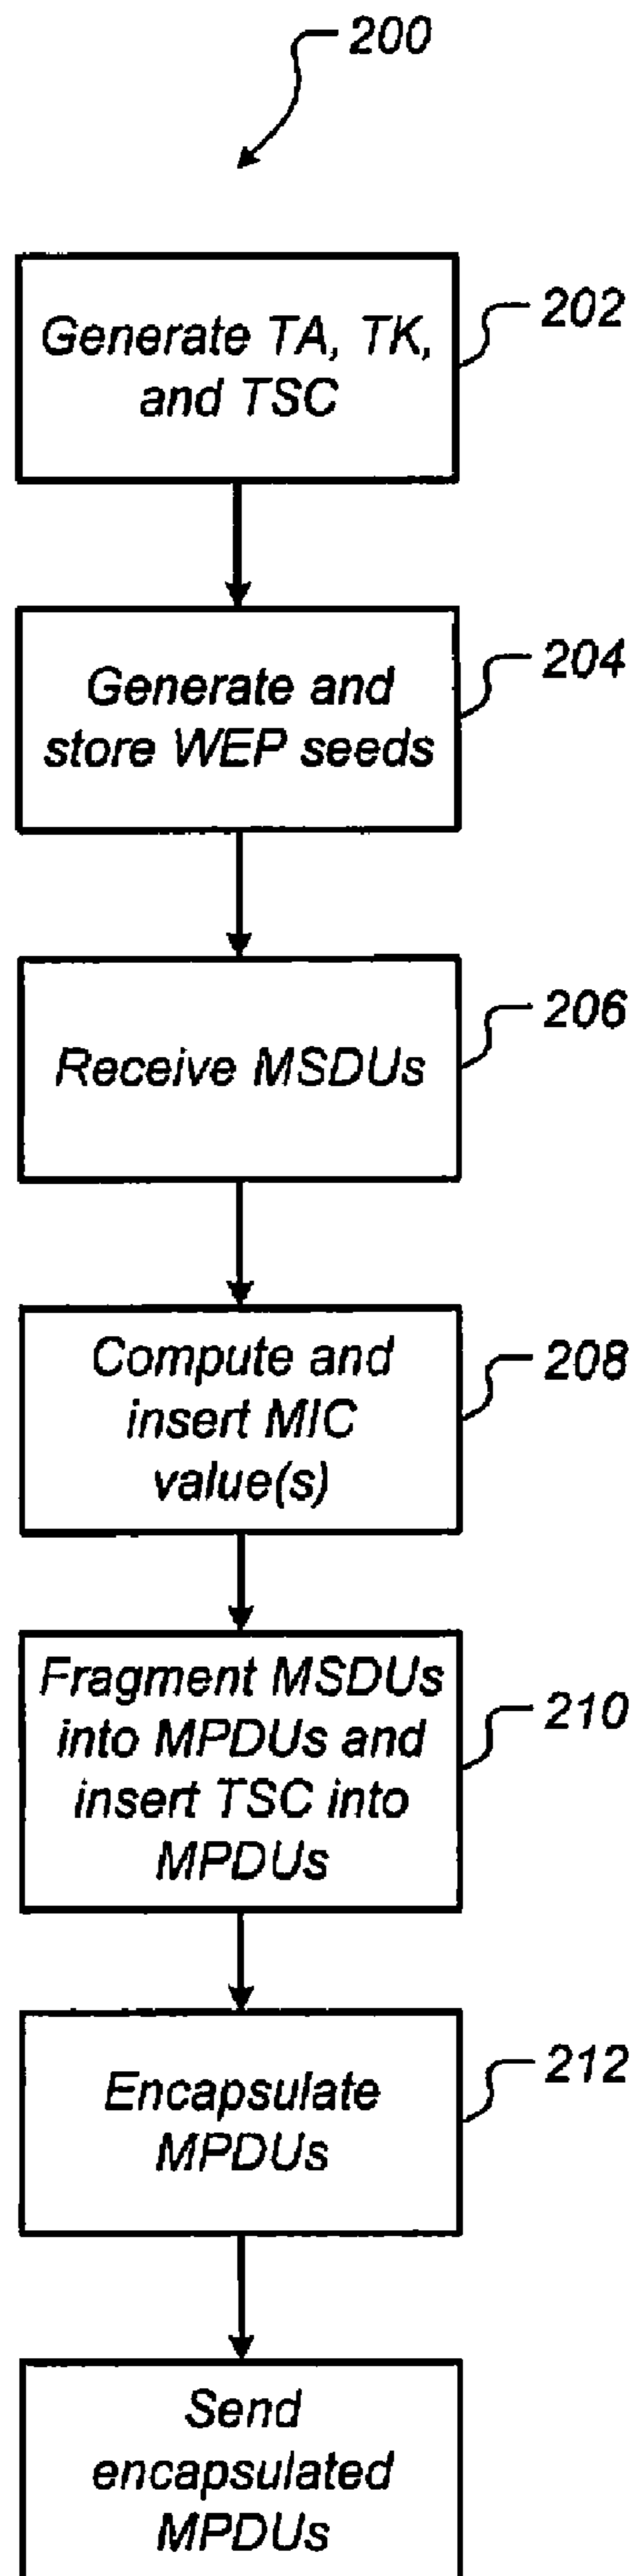 200
Generate TA, TK,
and TSC
202
Generate and
store WEP seeds
204
Receive MSDUs
206
Compute and
insert MIC
value(s)
208
Fragment MSDUs
into MPDUs and
insert TSC into
MPDUs
210
Encapsulate
MPDUs
212
Send
encapsulated
MPDUs